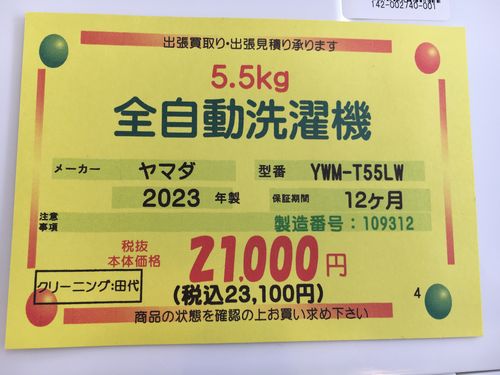 142-002740-001
出張買取り・出張見積り承ります
5.5kg
全自動洗濯機
メーカー ヤマダ 型番 YWM-T55LW
2023 年製 保証期間 12ヶ月
注意事項 製造番号：109312
税抜
本体価格 21,000円
クリーニング:田代 (税込23,100円) 4
商品の状態を確認の上お買い求め下さい